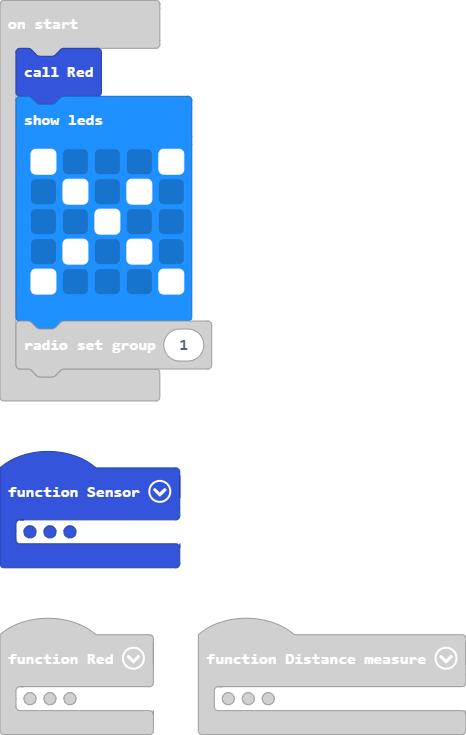 on start
call Red
show leds
radio set group 1
function Sensor
function Red
function Distance measure